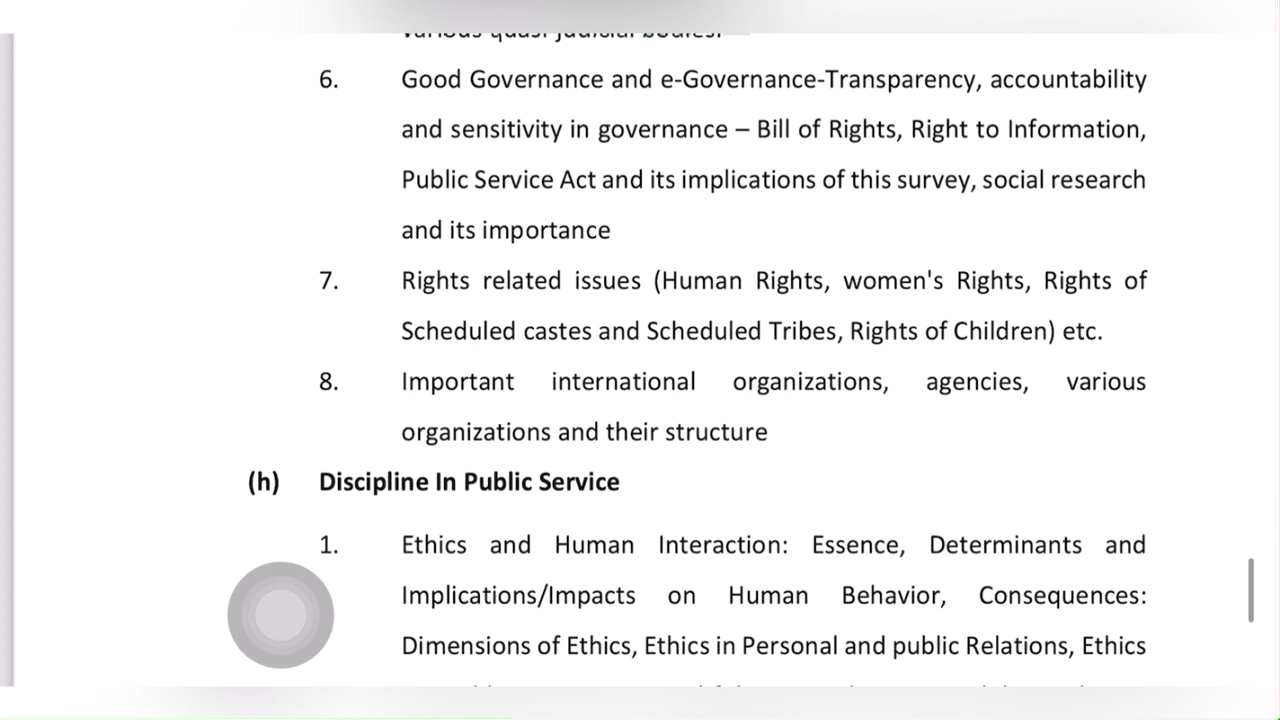 various quasi judicial bodies.
6. Good Governance and e-Governance-Transparency, accountability
and sensitivity in governance – Bill of Rights, Right to Information,
Public Service Act and its implications of this survey, social research
and its importance
7. Rights related issues (Human Rights, women's Rights, Rights of
Scheduled castes and Scheduled Tribes, Rights of Children) etc.
8. Important international organizations, agencies, various
organizations and their structure
(h) Discipline In Public Service
1. Ethics and Human Interaction: Essence, Determinants and
Implications/Impacts on Human Behavior, Consequences:
Dimensions of Ethics, Ethics in Personal and public Relations, Ethics